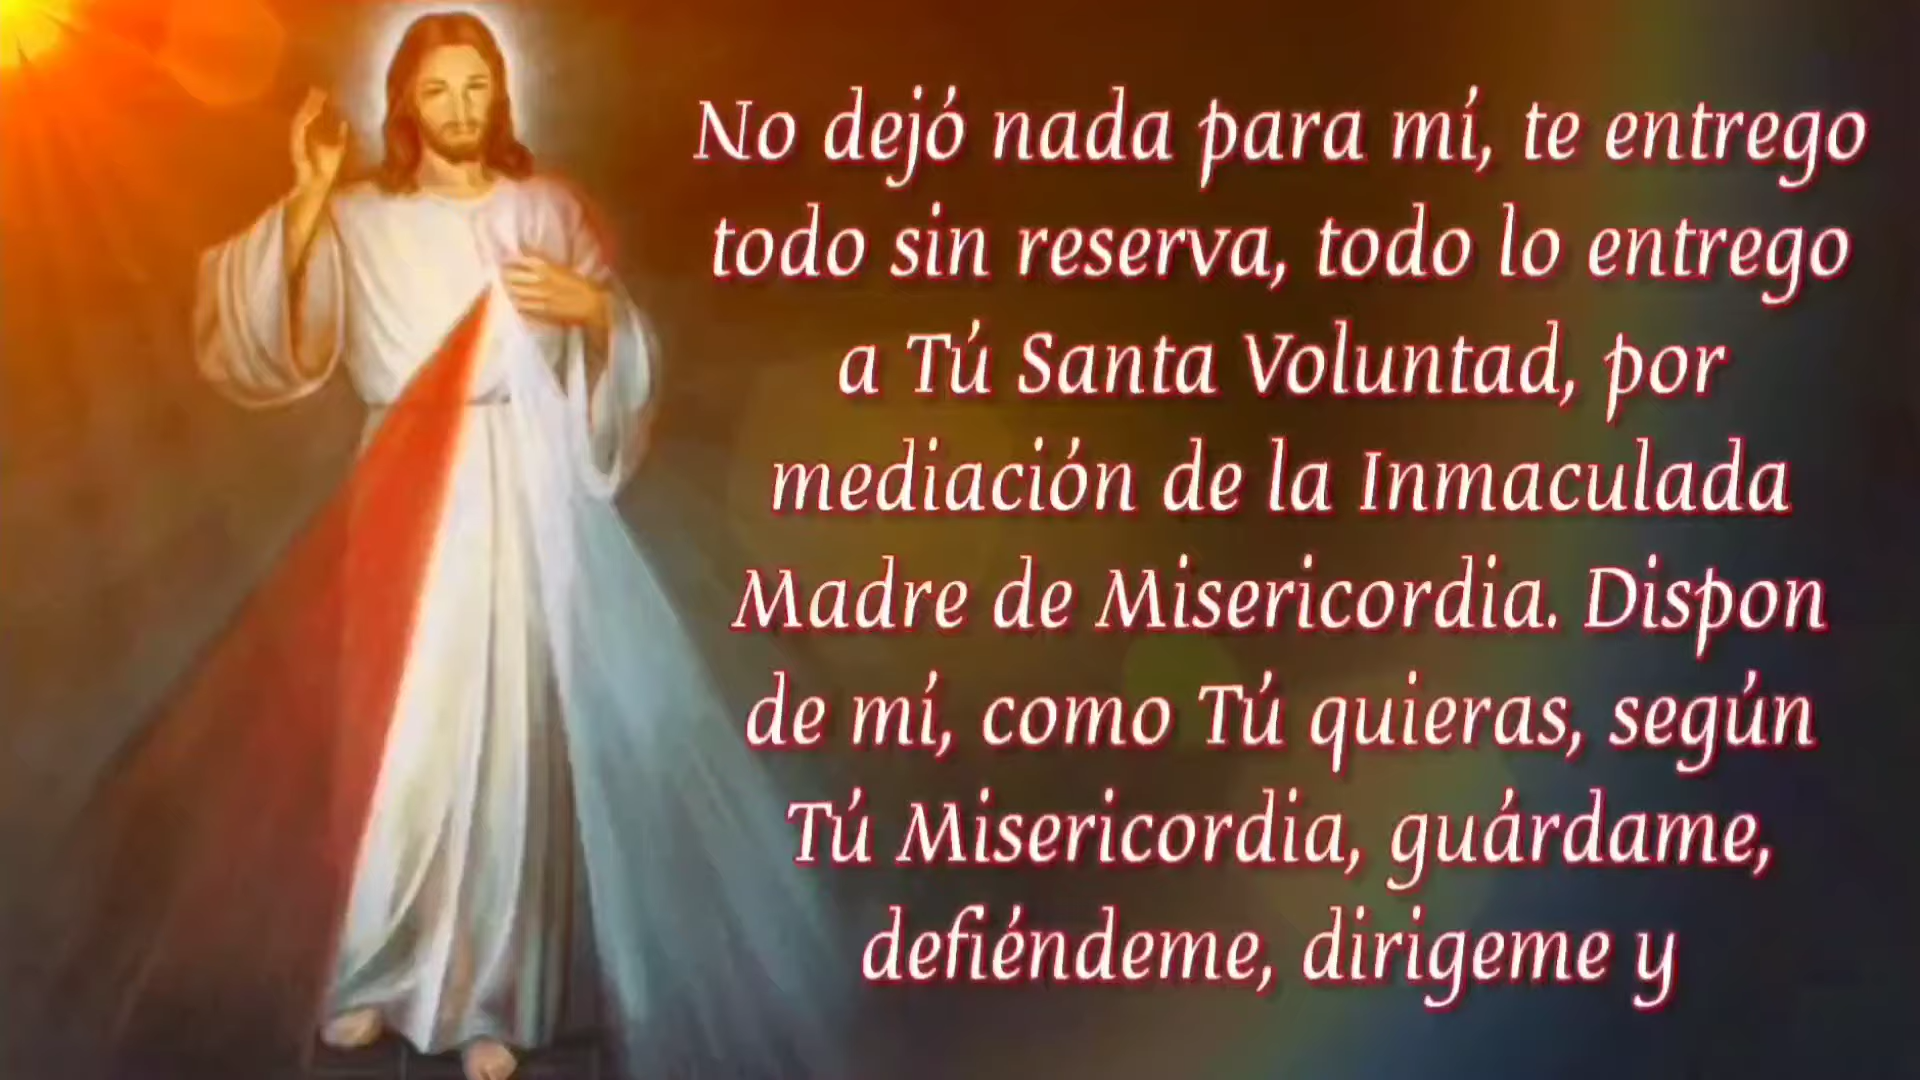 No dejó nada para mí, te entrego
todo sin reserva, todo lo entrego
a Tú Santa Voluntad, por
mediación de la Inmaculada
Madre de Misericordia. Dispon
de mí, como Tú quieras, según
Tú Misericordia, guárdame,
defiéndeme, dirigeme y